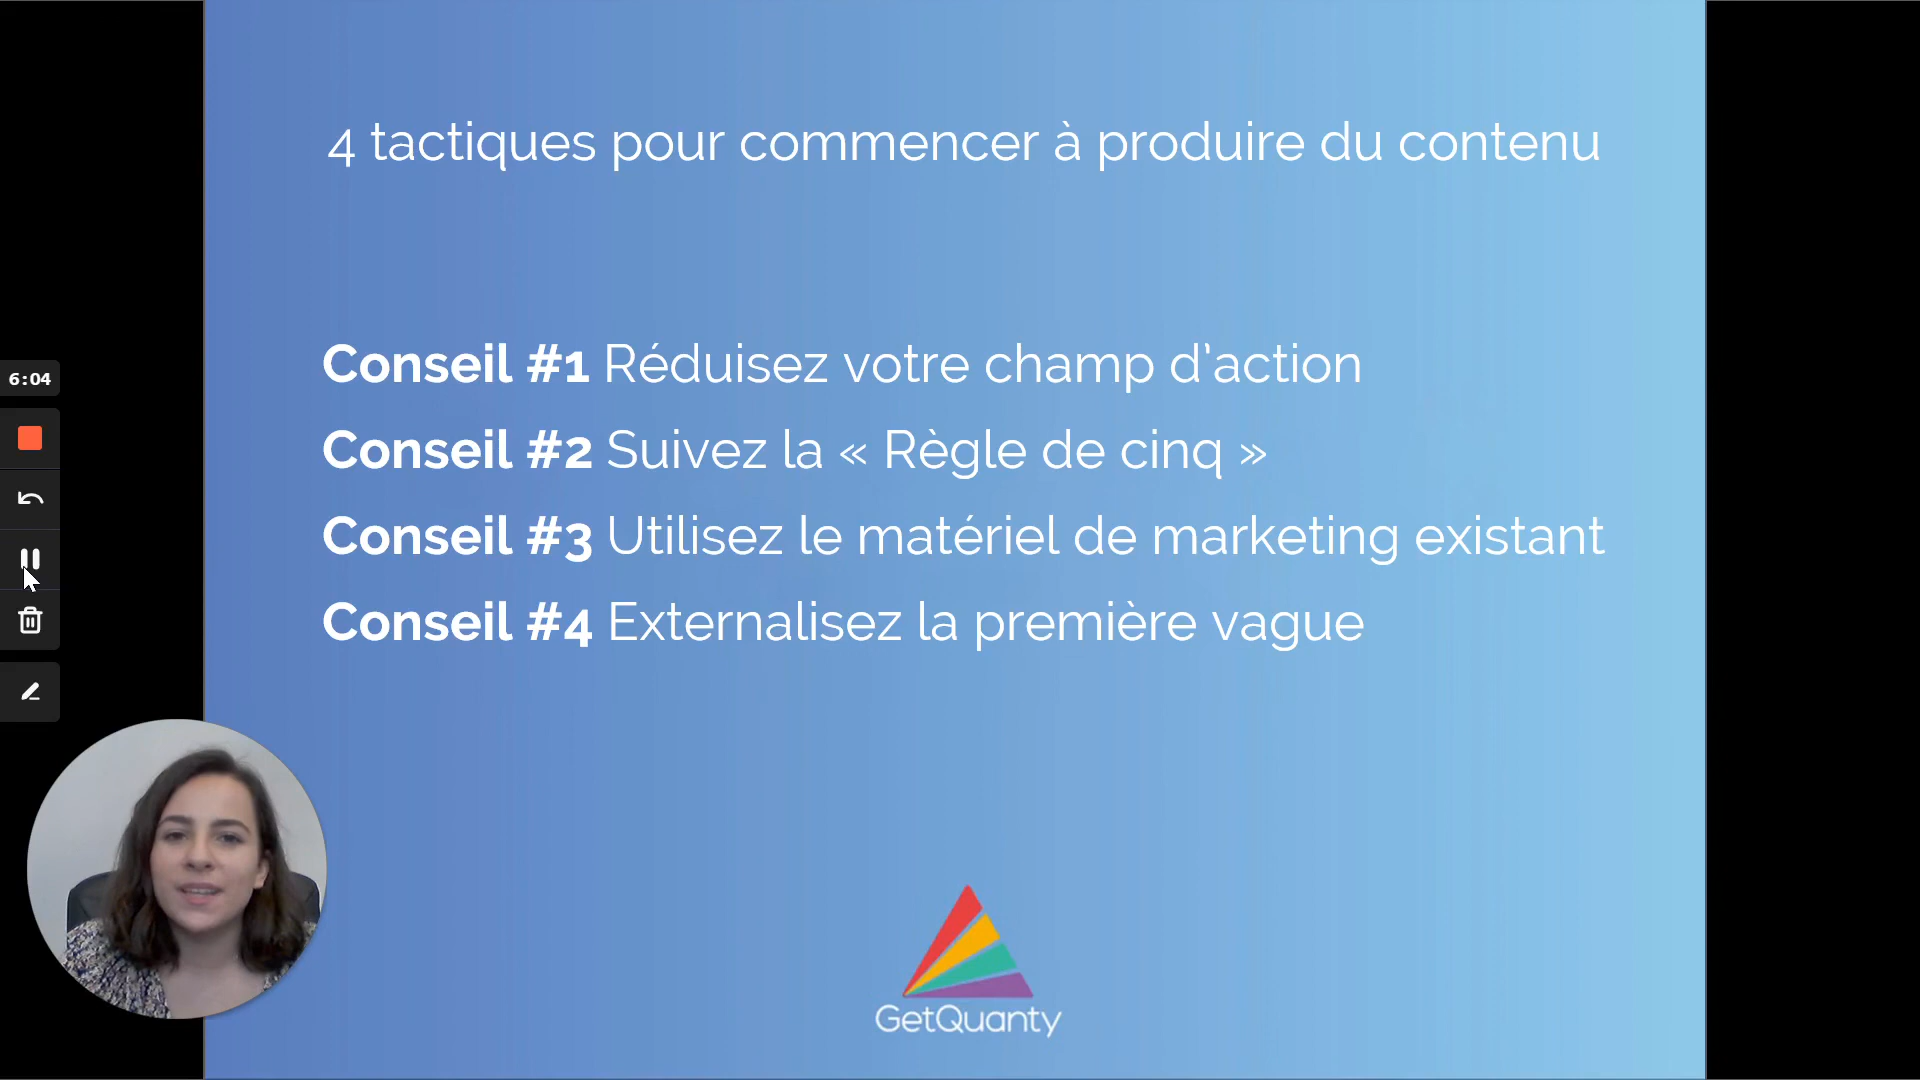 4 tactiques pour commencer à produire du contenu
Conseil #1 Réduisez votre champ d'action
Conseil #2 Suivez la « Règle de cinq »
Conseil #3 Utilisez le matériel de marketing existant
Conseil #4 Externalisez la première vague
6:04
GetQuanty